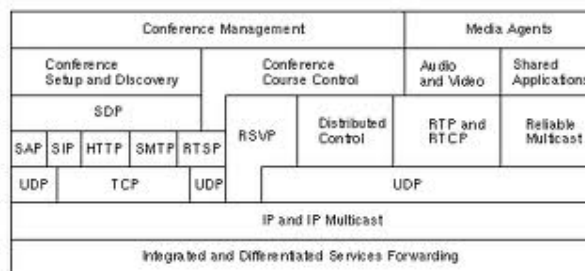 Conference Management
Media Agents
Conference
Setup and Discovery
Conference
Course Control
Audio
and Video
Shared
Applications
SDP
RSVP
Distributed
Control
RTP and
RTCP
Reliable
Multicast
SAP
SIP
HTTP
SMTP
RTSP
UDP
TCP
UDP
UDP
IP and IP Multicast
Integrated and Differentiated Services Forwarding